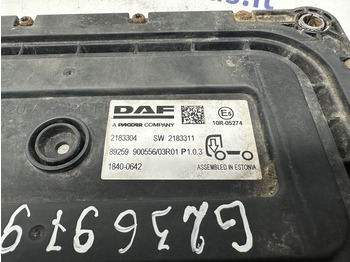 DAF
A PACCAR COMPANY
E5
10R-05274
2183304 SW 2183311
89259 900556/03R01 P1.0.3
1840-0642
ASSEMBLED IN ESTONIA
G236979